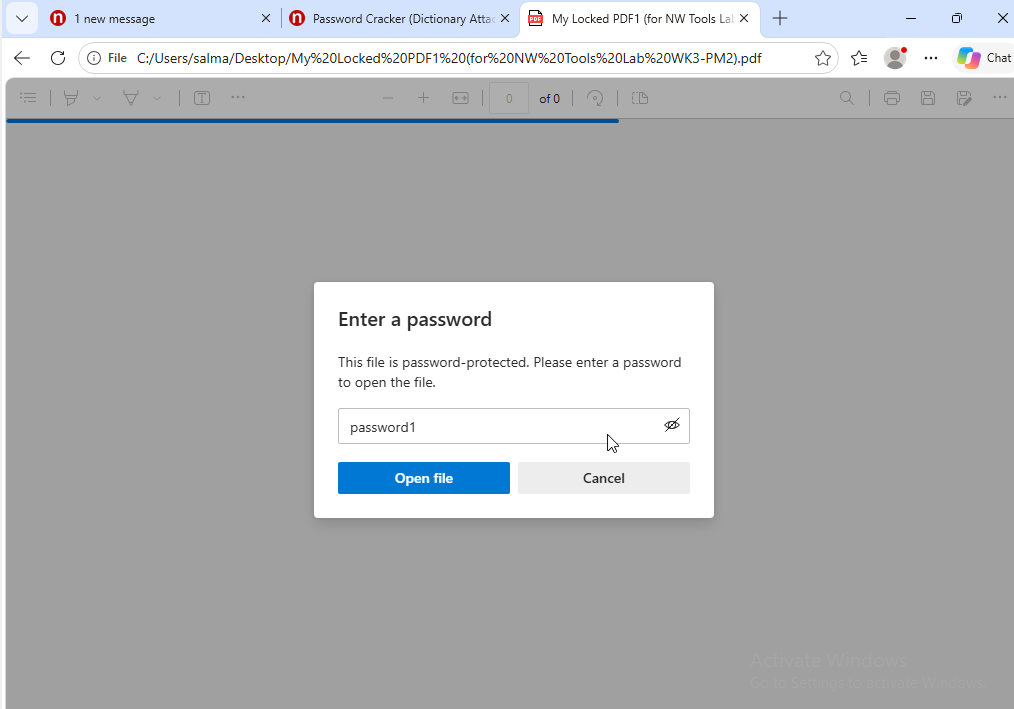 1 new message
Password Cracker (Dictionary Attac
My Locked PDF1 (for NW Tools La
File
C:/Users/salma/Desktop/My%20Locked%20PDF1%20(for%20NW%20Tools%20Lab%20WK3-PM2).pdf
Chat
0
of 0
Enter a password
This file is password-protected. Please enter a password
to open the file.
password1
Open file
Cancel
Activate Windows
Go to Settings to activate Windows.